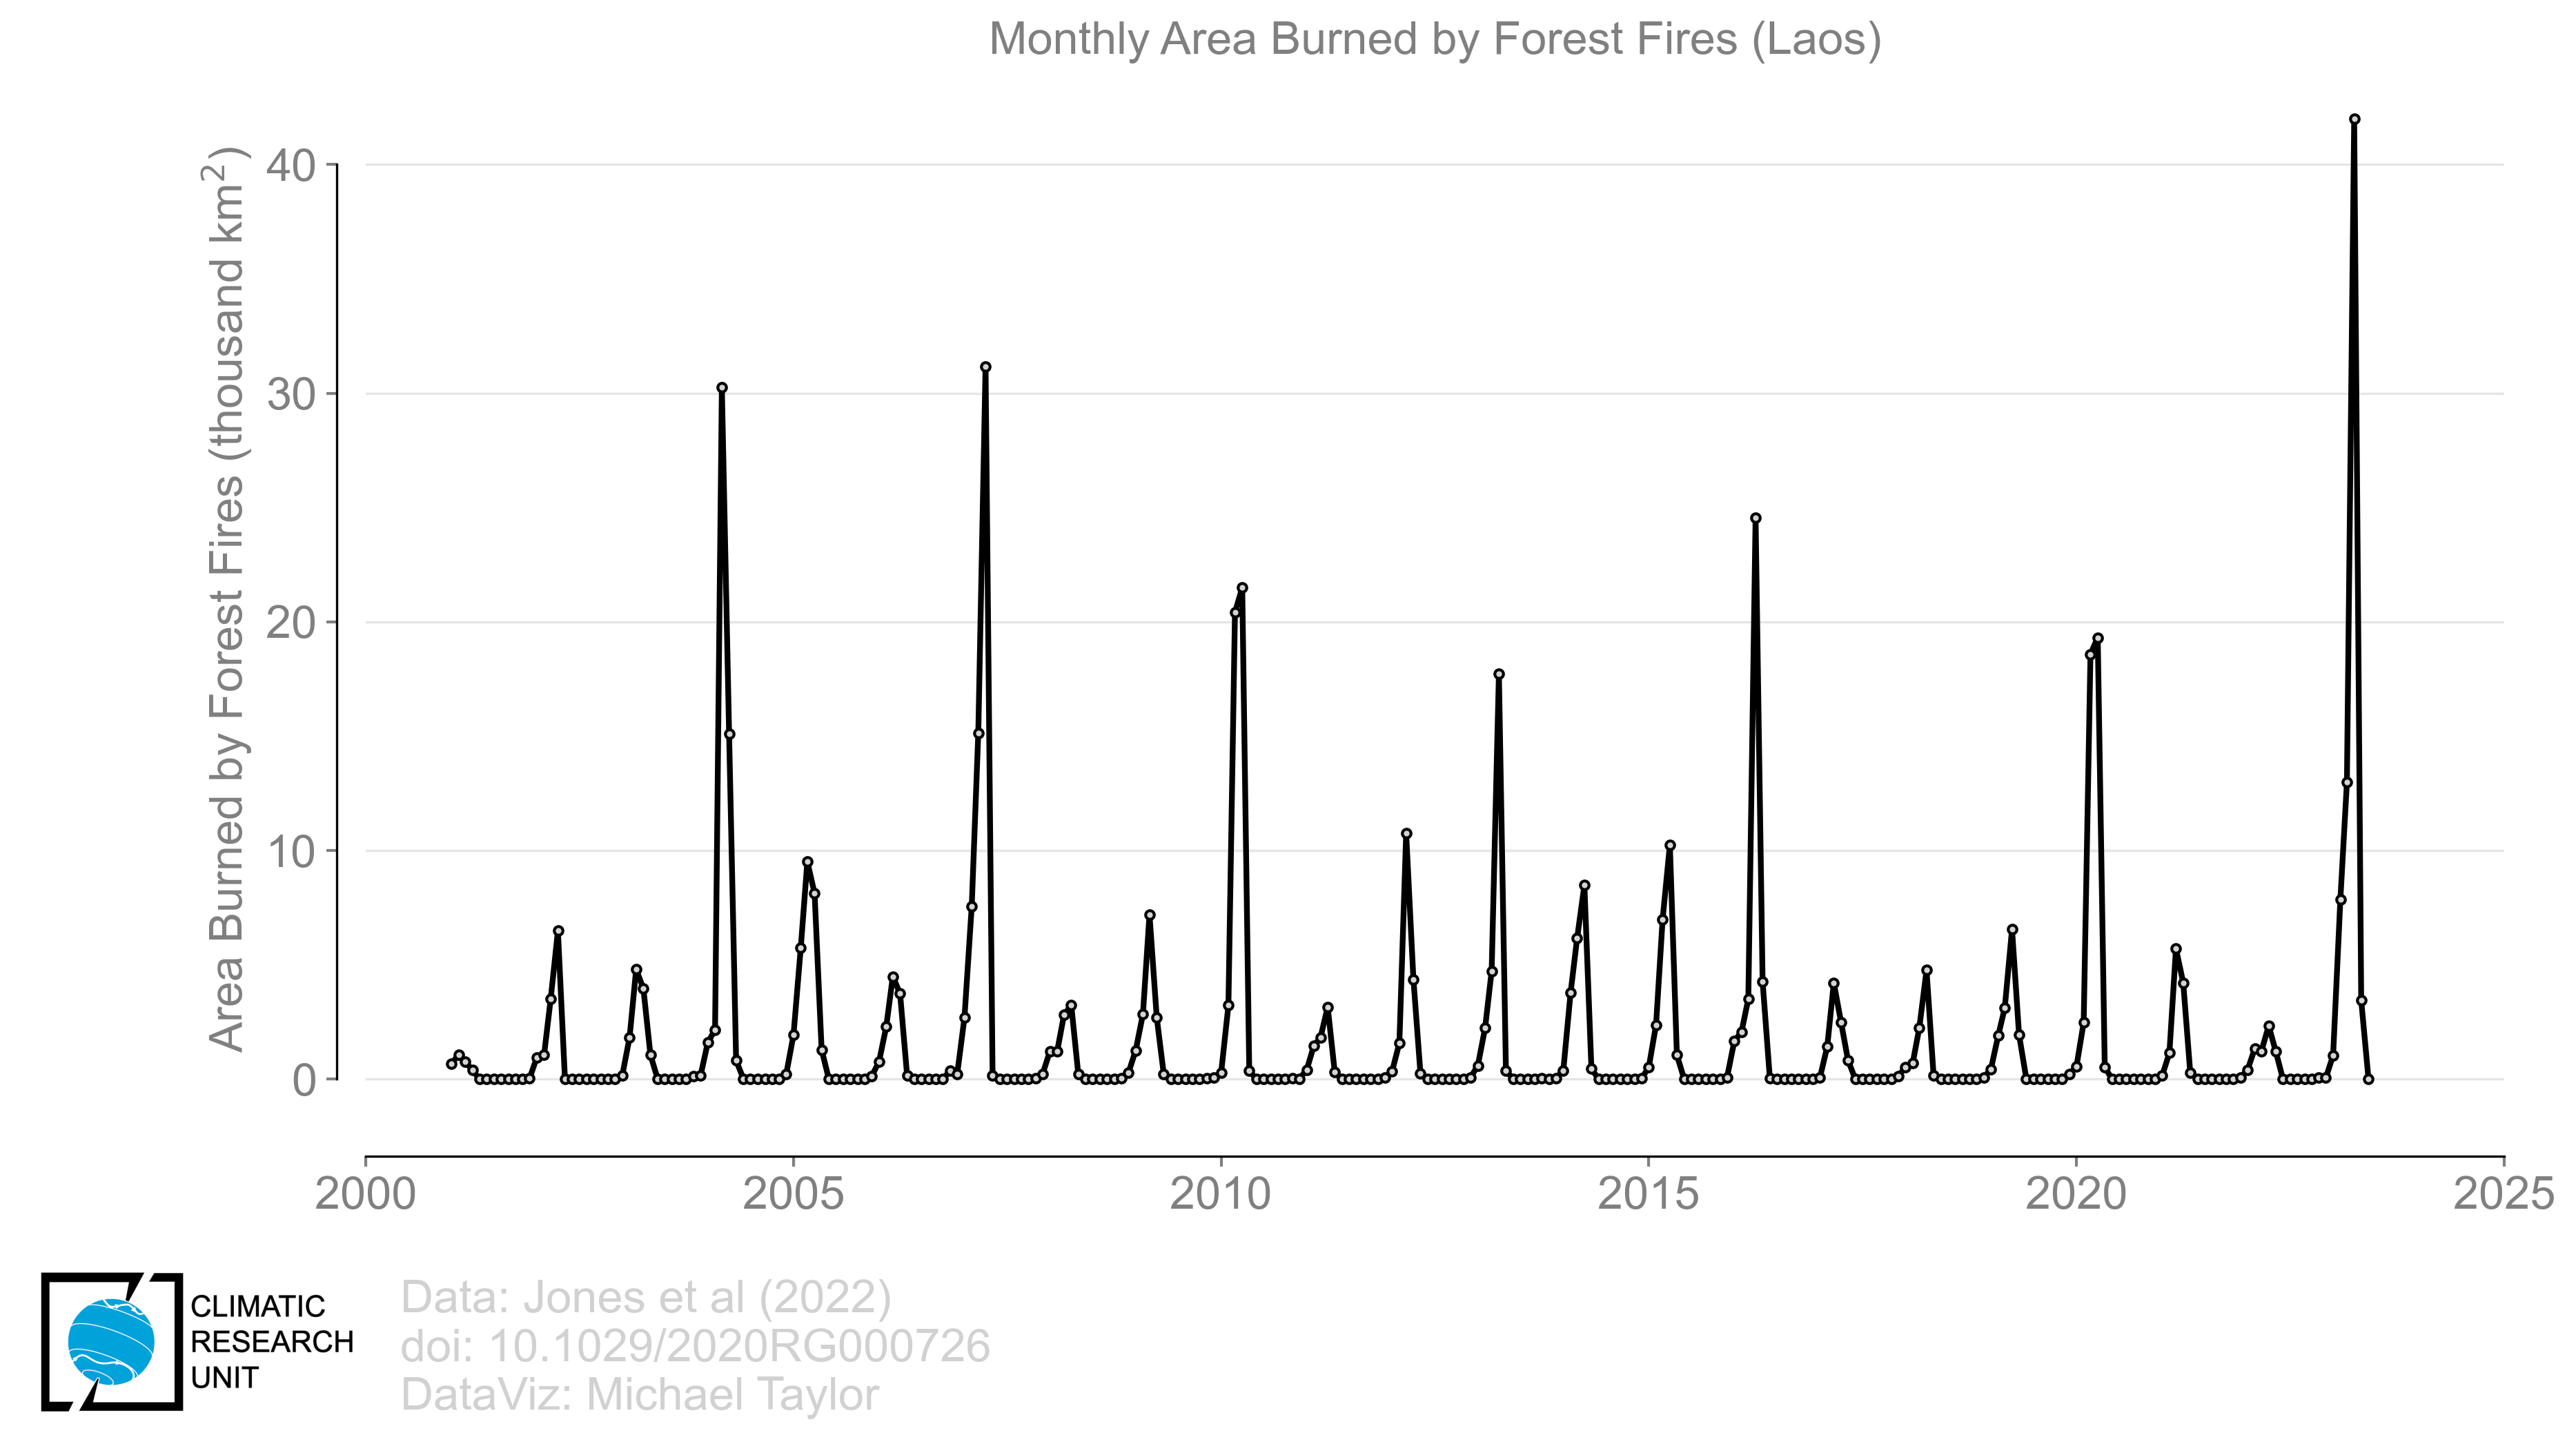 Monthly Area Burned by Forest Fires (Laos)
Area Burned by Forest Fires (thousand km²)
40
30
20
10
0
2000 2005 2010 2015 2020 2025
CLIMATIC
RESEARCH
UNIT
Data: Jones et al (2022)
doi: 10.1029/2020RG000726
DataViz: Michael Taylor